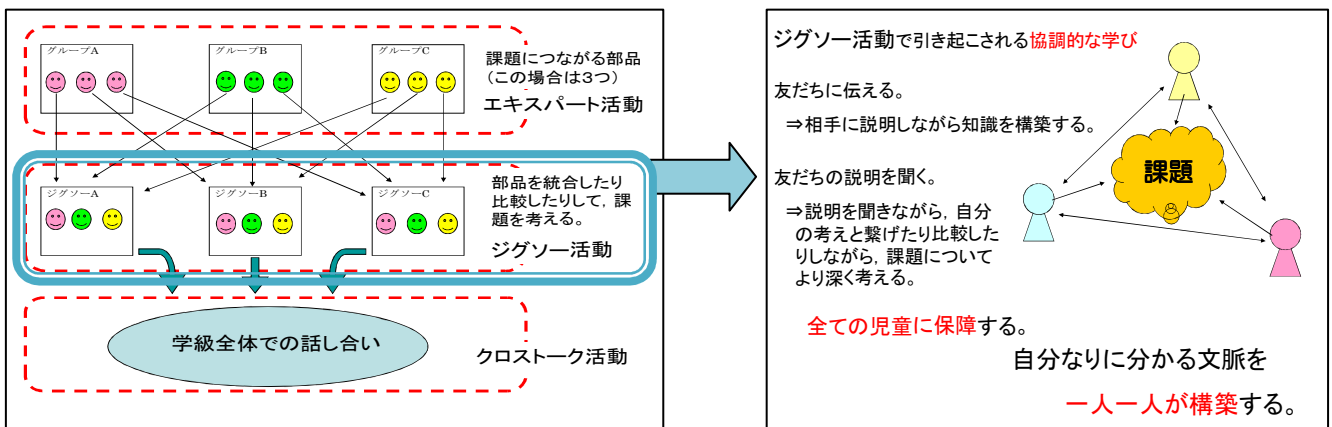 グループA
グループB
グループC
課題につながる部品
（この場合は３つ）
エキスパート活動
ジグソーA
ジグソーB
ジグソーC
部品を統合したり
比較したりして，課
題を考える。
ジグソー活動
学級全体での話し合い
クロストーク活動
ジグソー活動で引き起こされる協調的な学び
友だちに伝える。
⇒相手に説明しながら知識を構築する。
友だちの説明を聞く。
⇒説明を聞きながら，自分
の考えと繋げたり比較した
りしながら，課題について
より深く考える。
課題
全ての児童に保障する。
自分なりに分かる文脈を
一人一人が構築する。